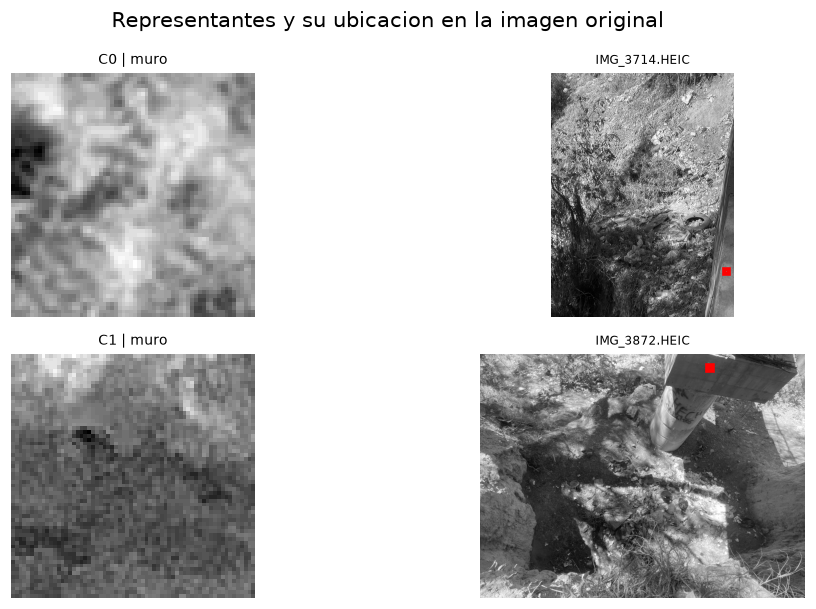 Representantes y su ubicacion en la imagen original
C0 | muro
IMG_3714.HEIC
C1 | muro
IMG_3872.HEIC